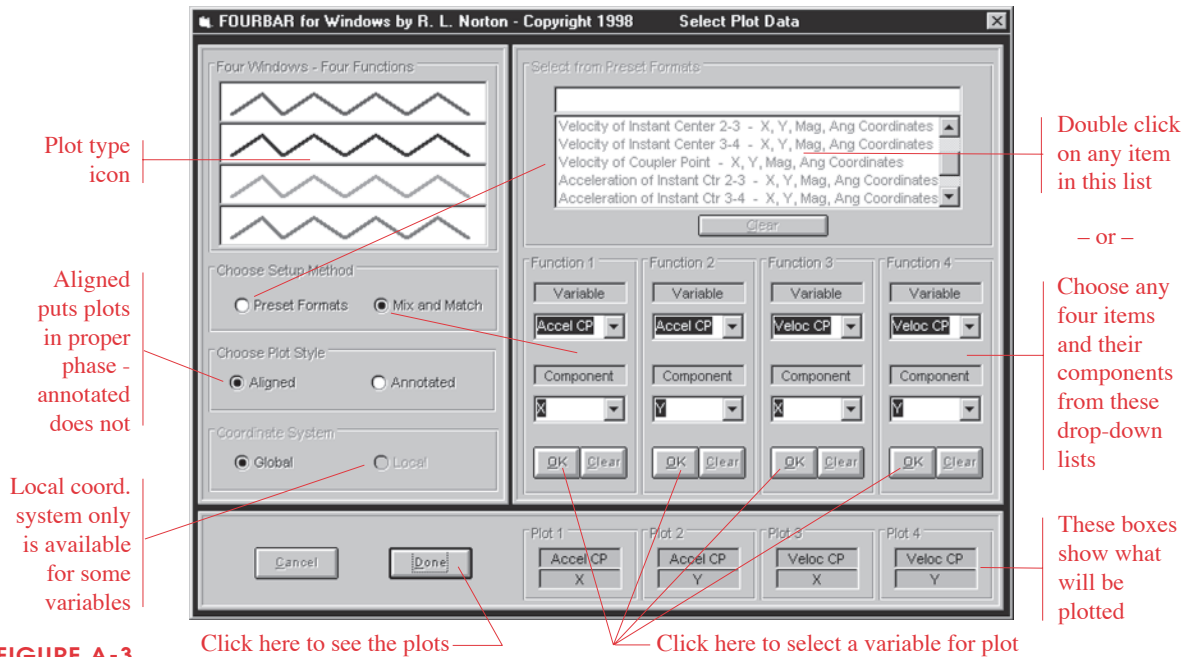 FOURBAR for Windows by R. L. Norton - Copyright 1998 Select Plot Data
Four Windows - Four Functions
Select from Preset Formats
Velocity of Instant Center 2-3 - X, Y, Mag, Ang Coordinates
Velocity of Instant Center 3-4 - X, Y, Mag, Ang Coordinates
Velocity of Coupler Point - X, Y, Mag, Ang Coordinates
Acceleration of Instant Ctr 2-3 - X, Y, Mag, Ang Coordinates
Acceleration of Instant Ctr 3-4 - X, Y, Mag, Ang Coordinates
Clear
Plot type
icon
Double click
on any item
in this list
– or –
Choose Setup Method
Preset Formats Mix and Match
Choose Plot Style
Aligned Annotated
Coordinate System
Global Local
Function 1 Function 2 Function 3 Function 4
Variable Variable Variable Variable
Accel CP Accel CP Veloc CP Veloc CP
Component Component Component Component
X Y X Y
OK Clear OK Clear OK Clear OK Clear
Aligned
puts plots
in proper
phase -
annotated
does not
Choose any
four items
and their
components
from these
drop-down
lists
Local coord.
system only
is available
for some
variables
Cancel Done
Plot 1 Plot 2 Plot 3 Plot 4
Accel CP Accel CP Veloc CP Veloc CP
X Y X Y
These boxes
show what
will be
plotted
Click here to see the plots
Click here to select a variable for plot
FIGURE A-3